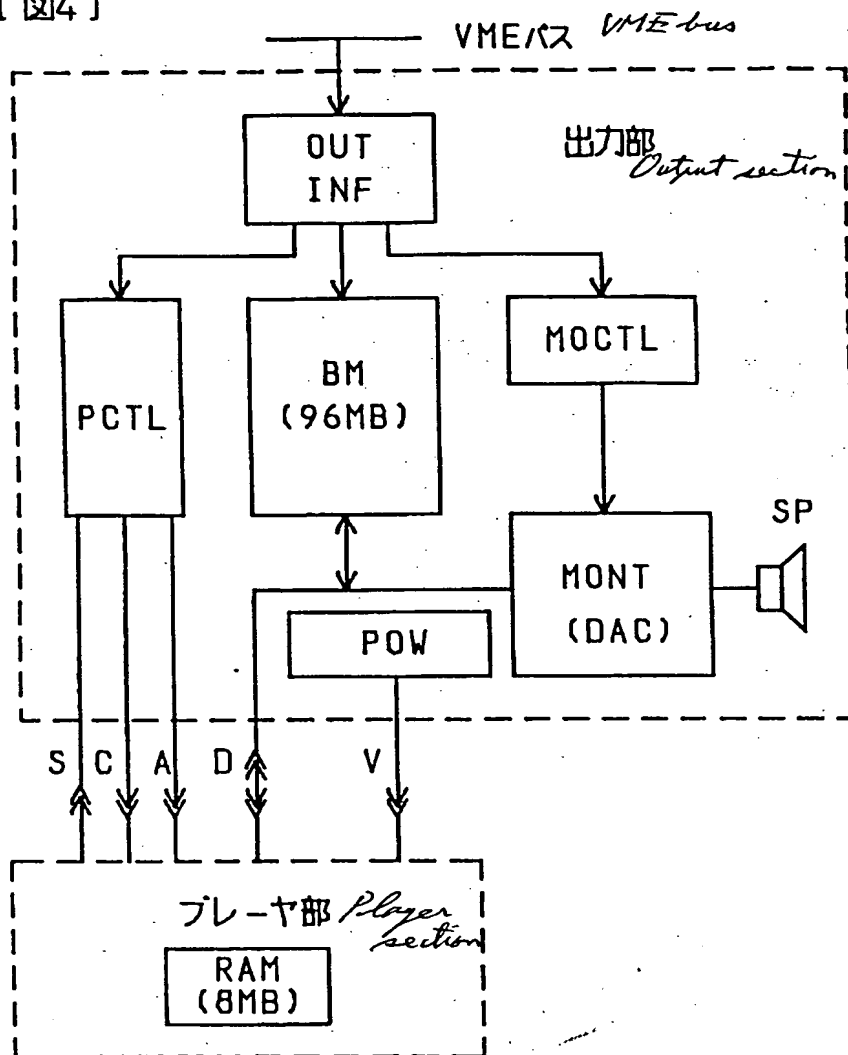 [図4]
VMEバス VME bus
出力部
Output section
OUT
INF
PCTL
BM
(96MB)
MOCTL
SP
MONT
(DAC)
POW
S C A D V
プレーヤ部 Player
section
RAM
(8MB)